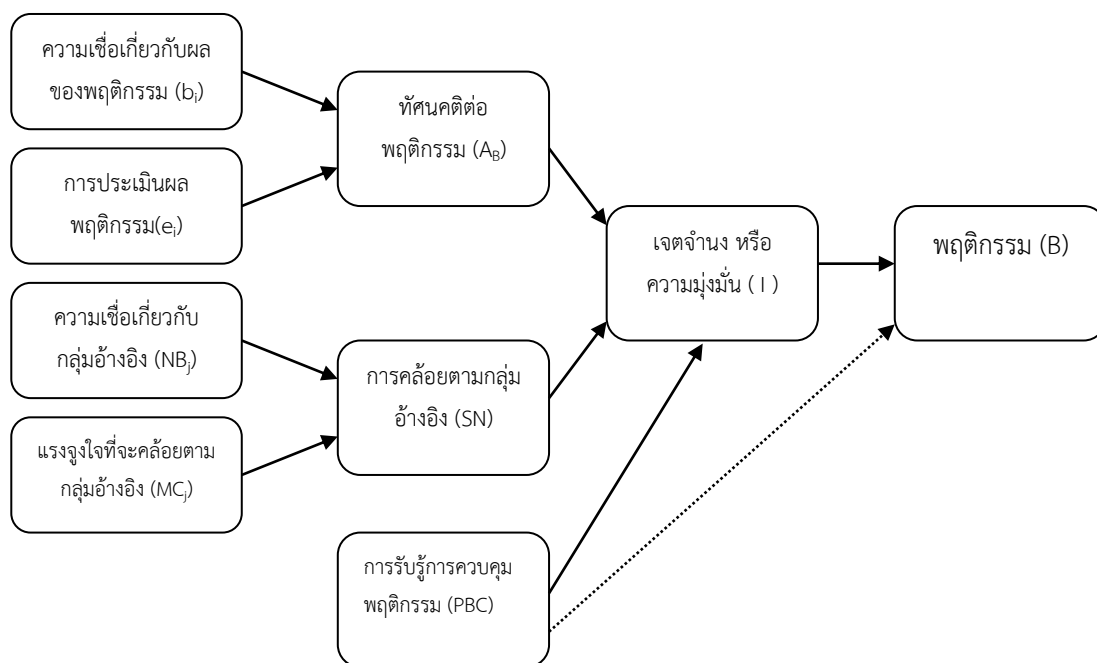 ความเชื่อเกี่ยวกับผล
ของพฤติกรรม (bᵢ)
การประเมินผล
พฤติกรรม(eᵢ)
ความเชื่อเกี่ยวกับ
กลุ่มอ้างอิง (NBⱼ)
แรงจูงใจที่จะคล้อยตาม
กลุ่มอ้างอิง (MCⱼ)
ทัศนคติต่อ
พฤติกรรม (A_B)
การคล้อยตามกลุ่ม
อ้างอิง (SN)
การรับรู้การควบคุม
พฤติกรรม (PBC)
เจตจำนง หรือ
ความมุ่งมั่น ( I )
พฤติกรรม (B)